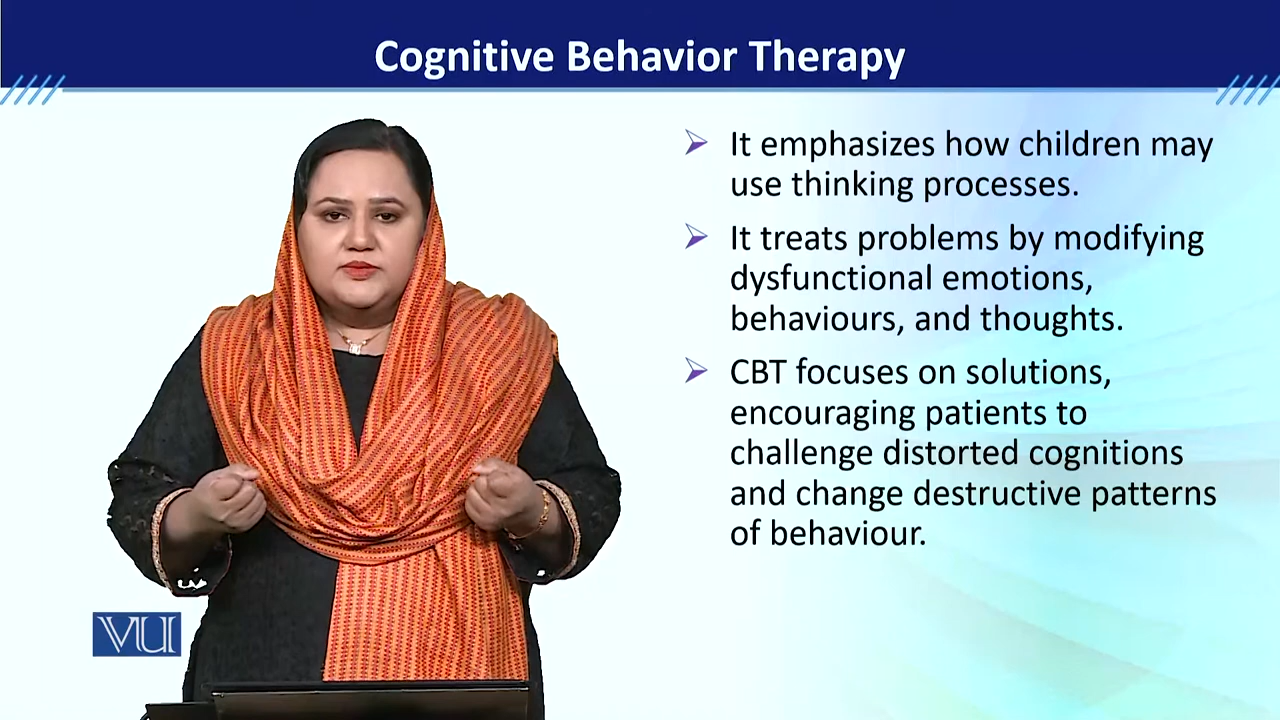 Cognitive Behavior Therapy
➢ It emphasizes how children may
use thinking processes.
➢ It treats problems by modifying
dysfunctional emotions,
behaviours, and thoughts.
➢ CBT focuses on solutions,
encouraging patients to
challenge distorted cognitions
and change destructive patterns
of behaviour.
VU